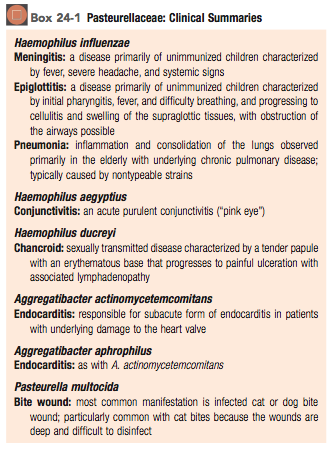 Box 24-1 Pasteurellaceae: Clinical Summaries
Haemophilus influenzae
Meningitis: a disease primarily of unimmunized children characterized
by fever, severe headache, and systemic signs
Epiglottitis: a disease primarily of unimmunized children characterized
by initial pharyngitis, fever, and difficulty breathing, and progressing to
cellulitis and swelling of the supraglottic tissues, with obstruction of
the airways possible
Pneumonia: inflammation and consolidation of the lungs observed
primarily in the elderly with underlying chronic pulmonary disease;
typically caused by nontypeable strains
Haemophilus aegyptius
Conjunctivitis: an acute purulent conjunctivitis (“pink eye”)
Haemophilus ducreyi
Chancroid: sexually transmitted disease characterized by a tender papule
with an erythematous base that progresses to painful ulceration with
associated lymphadenopathy
Aggregatibacter actinomycetemcomitans
Endocarditis: responsible for subacute form of endocarditis in patients
with underlying damage to the heart valve
Aggregatibacter aphrophilus
Endocarditis: as with A. actinomycetemcomitans
Pasteurella multocida
Bite wound: most common manifestation is infected cat or dog bite
wound; particularly common with cat bites because the wounds are
deep and difficult to disinfect